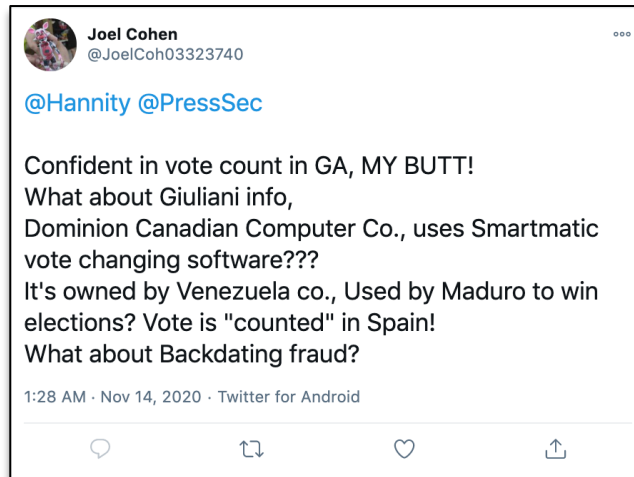 Joel Cohen
@JoelCoh03323740
@Hannity @PressSec
Confident in vote count in GA, MY BUTT!
What about Giuliani info,
Dominion Canadian Computer Co., uses Smartmatic
vote changing software???
It's owned by Venezuela co., Used by Maduro to win
elections? Vote is "counted" in Spain!
What about Backdating fraud?
1:28 AM · Nov 14, 2020 · Twitter for Android